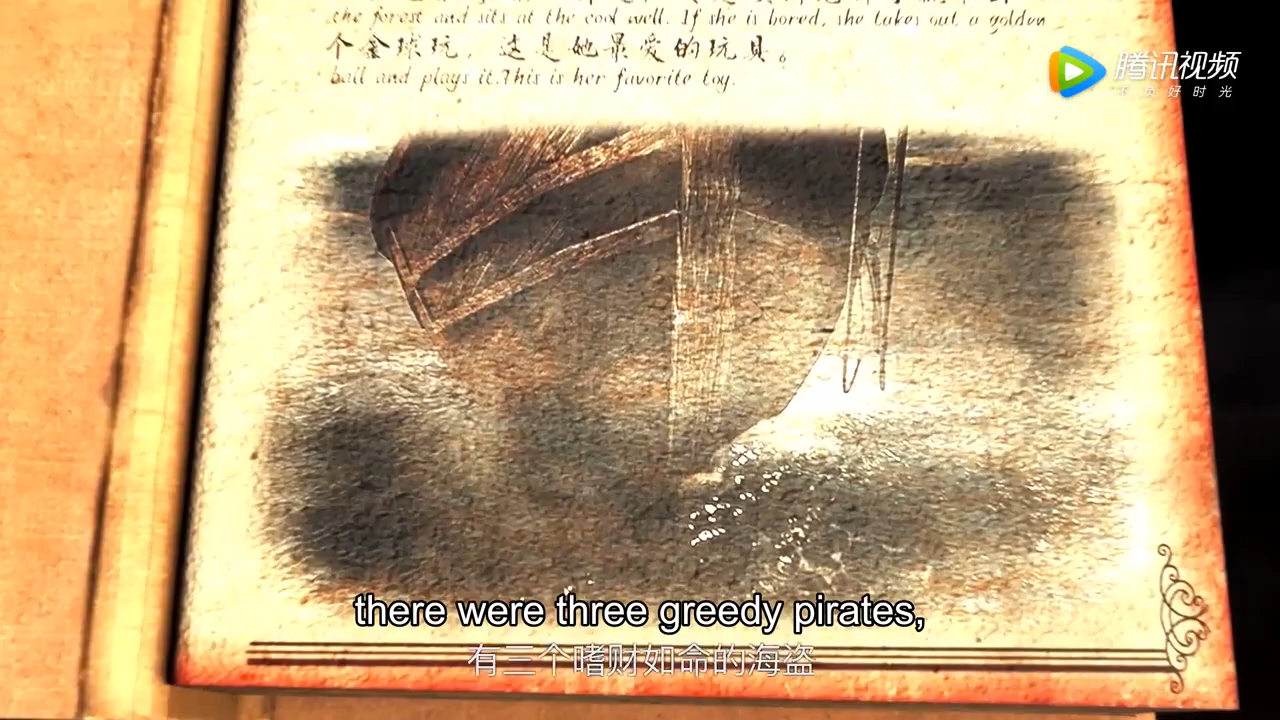 the forest and sits at the cool well. If she is bored, she takes out a golden
个金球玩，这是她最爱的玩具。
ball and plays it.This is her favorite toy.
腾讯视频
不负好时光
there were three greedy pirates,
有三个嗜财如命的海盗